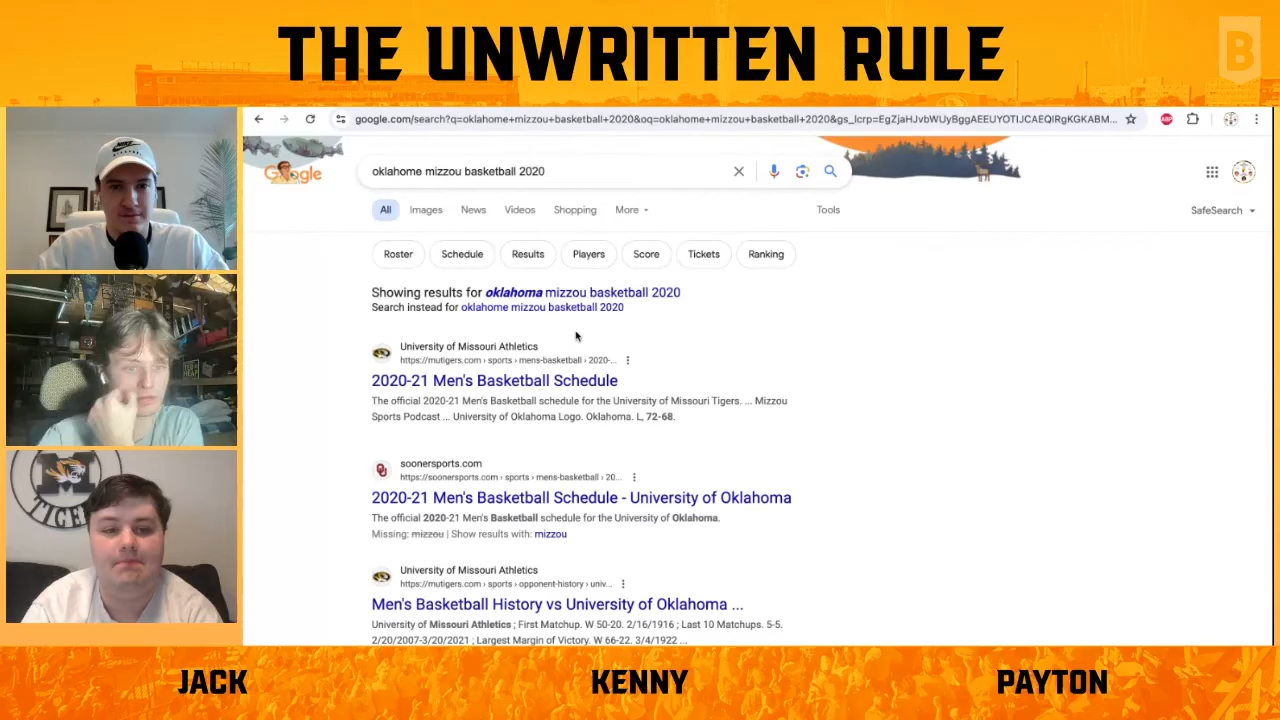 THE UNWRITTEN RULE
B
google.com/search?q=oklahome+mizzou+basketball+2020&oq=oklahome+mizzou+basketball+2020&gs_lcrp=EgZjaHJvbWUyBggAEEUYOTIJCAEQIRgKGKABM...
ABP
Google
oklahome mizzou basketball 2020
All Images News Videos Shopping More Tools SafeSearch
Roster Schedule Results Players Score Tickets Ranking
Showing results for oklahoma mizzou basketball 2020
Search instead for oklahome mizzou basketball 2020
University of Missouri Athletics
https://mutigers.com › sports › mens-basketball › 2020-...
2020-21 Men's Basketball Schedule
The official 2020-21 Men's Basketball schedule for the University of Missouri Tigers. ... Mizzou
Sports Podcast ... University of Oklahoma Logo. Oklahoma. L, 72-68.
soonersports.com
https://soonersports.com › sports › mens-basketball › 20...
2020-21 Men's Basketball Schedule - University of Oklahoma
The official 2020-21 Men's Basketball schedule for the University of Oklahoma.
Missing: mizzou | Show results with: mizzou
University of Missouri Athletics
https://mutigers.com › sports › opponent-history › univ...
Men's Basketball History vs University of Oklahoma ...
University of Missouri Athletics ; First Matchup. W 50-20. 2/16/1916 ; Last 10 Matchups. 5-5.
2/20/2007-3/20/2021 ; Largest Margin of Victory. W 66-22. 3/4/1922 ...
M
TIGE
JACK KENNY PAYTON